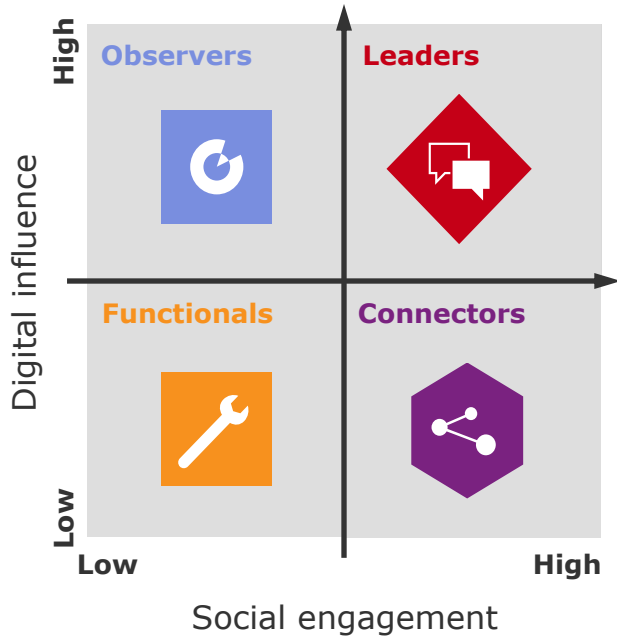 High
Observers
Leaders
Digital influence
Functionals
Connectors
Low
Low
High
Social engagement